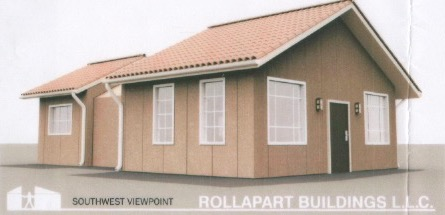 SOUTHWEST VIEWPOINT
ROLLAPART BUILDINGS L.L.C.